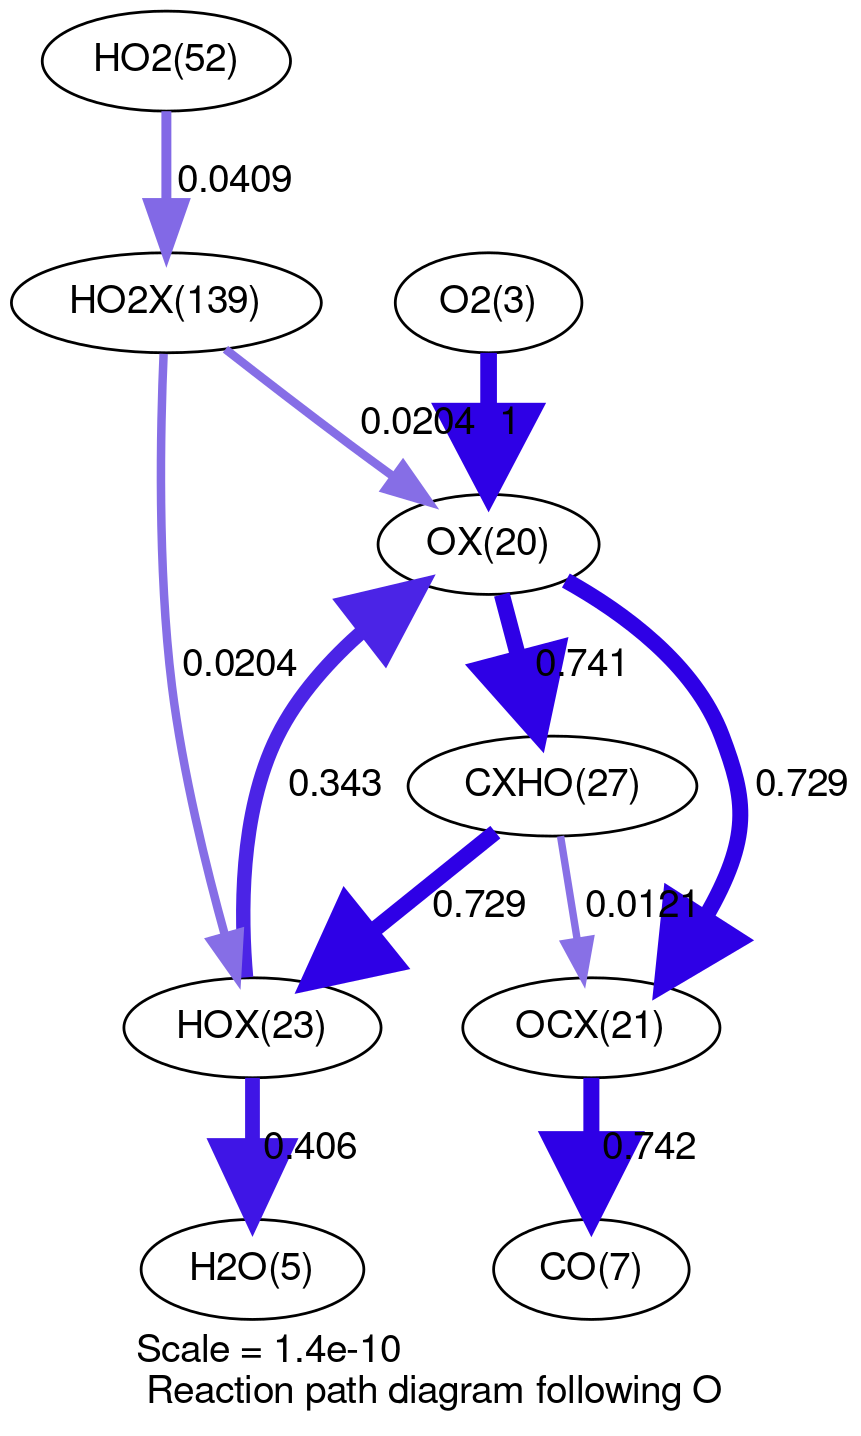 HO2(52)
0.0409
HO2X(139)
O2(3)
0.0204
1
OX(20)
0.0204
0.741
0.343
CXHO(27)
0.729
0.729
0.0121
HOX(23)
OCX(21)
0.406
0.742
H2O(5)
CO(7)
Scale = 1.4e-10
Reaction path diagram following O